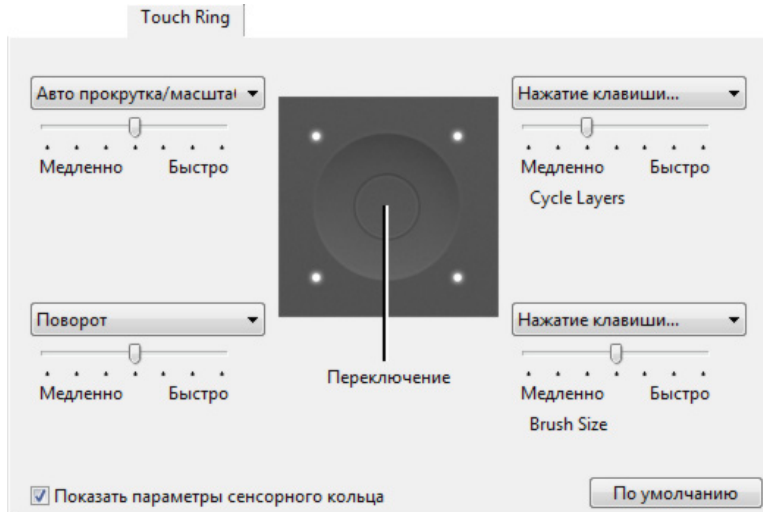 Touch Ring
Авто прокрутка/масштаб
Медленно Быстро
Нажатие клавиши...
Медленно Быстро
Cycle Layers
Поворот
Медленно Быстро
Переключение
Нажатие клавиши...
Медленно Быстро
Brush Size
Показать параметры сенсорного кольца
По умолчанию